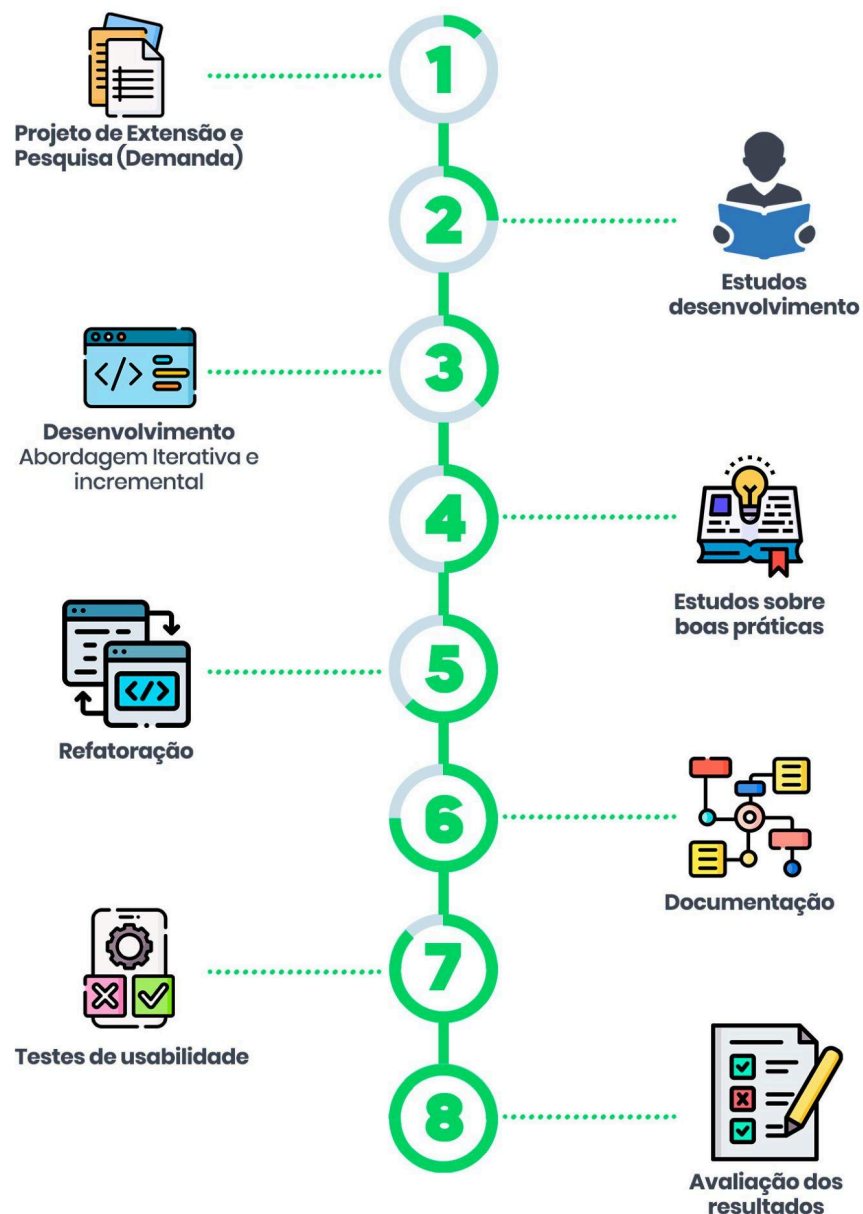 1
Projeto de Extensão e
Pesquisa (Demanda)
2
Estudos
desenvolvimento
3
Desenvolvimento
Abordagem Iterativa e
incremental
4
Estudos sobre
boas práticas
5
Refatoração
6
Documentação
7
Testes de usabilidade
8
Avaliação dos
resultados